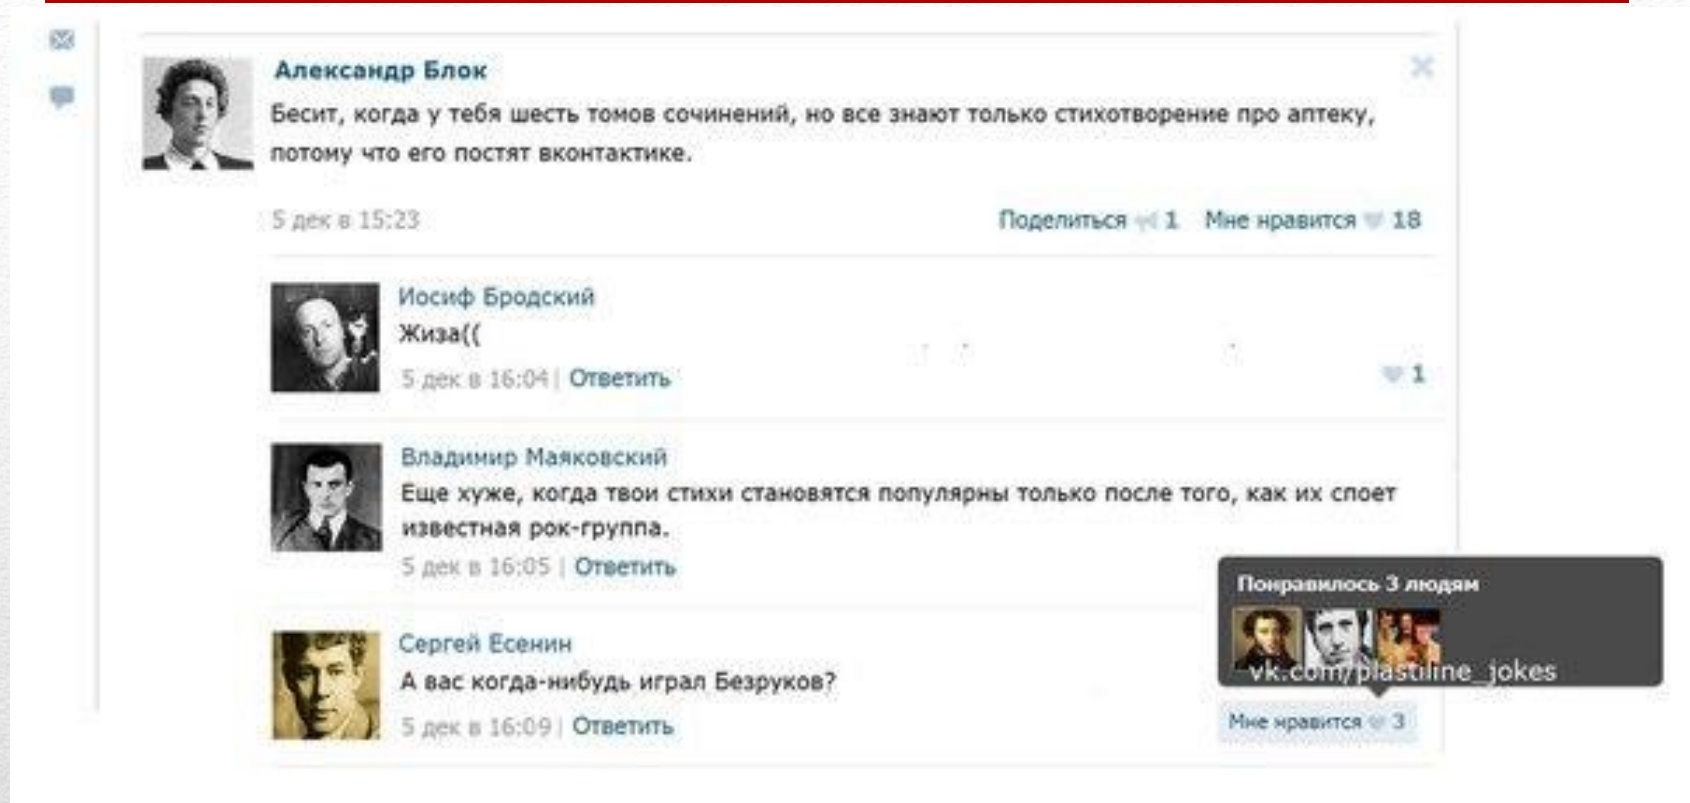 Александр Блок
Бесит, когда у тебя шесть томов сочинений, но все знают только стихотворение про аптеку,
потому что его постят вконтактике.
5 дек в 15:23
Поделиться 1 Мне нравится 18
Иосиф Бродский
Жиза((
5 дек в 16:04 | Ответить
1
Владимир Маяковский
Еще хуже, когда твои стихи становятся популярны только после того, как их споет
известная рок-группа.
5 дек в 16:05 | Ответить
Понравилось 3 людям
vk.com/plastiline_jokes
Сергей Есенин
А вас когда-нибудь играл Безруков?
5 дек в 16:09 | Ответить
Мне нравится 3